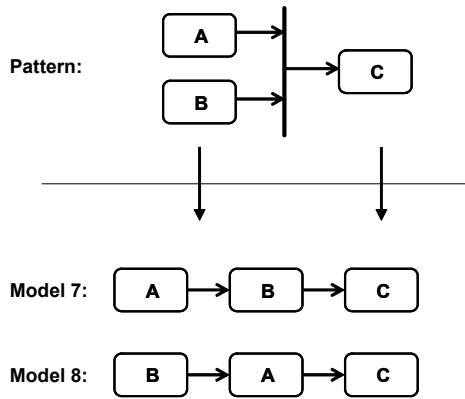 A
Pattern:
C
B
Model 7: A B C
Model 8: B A C